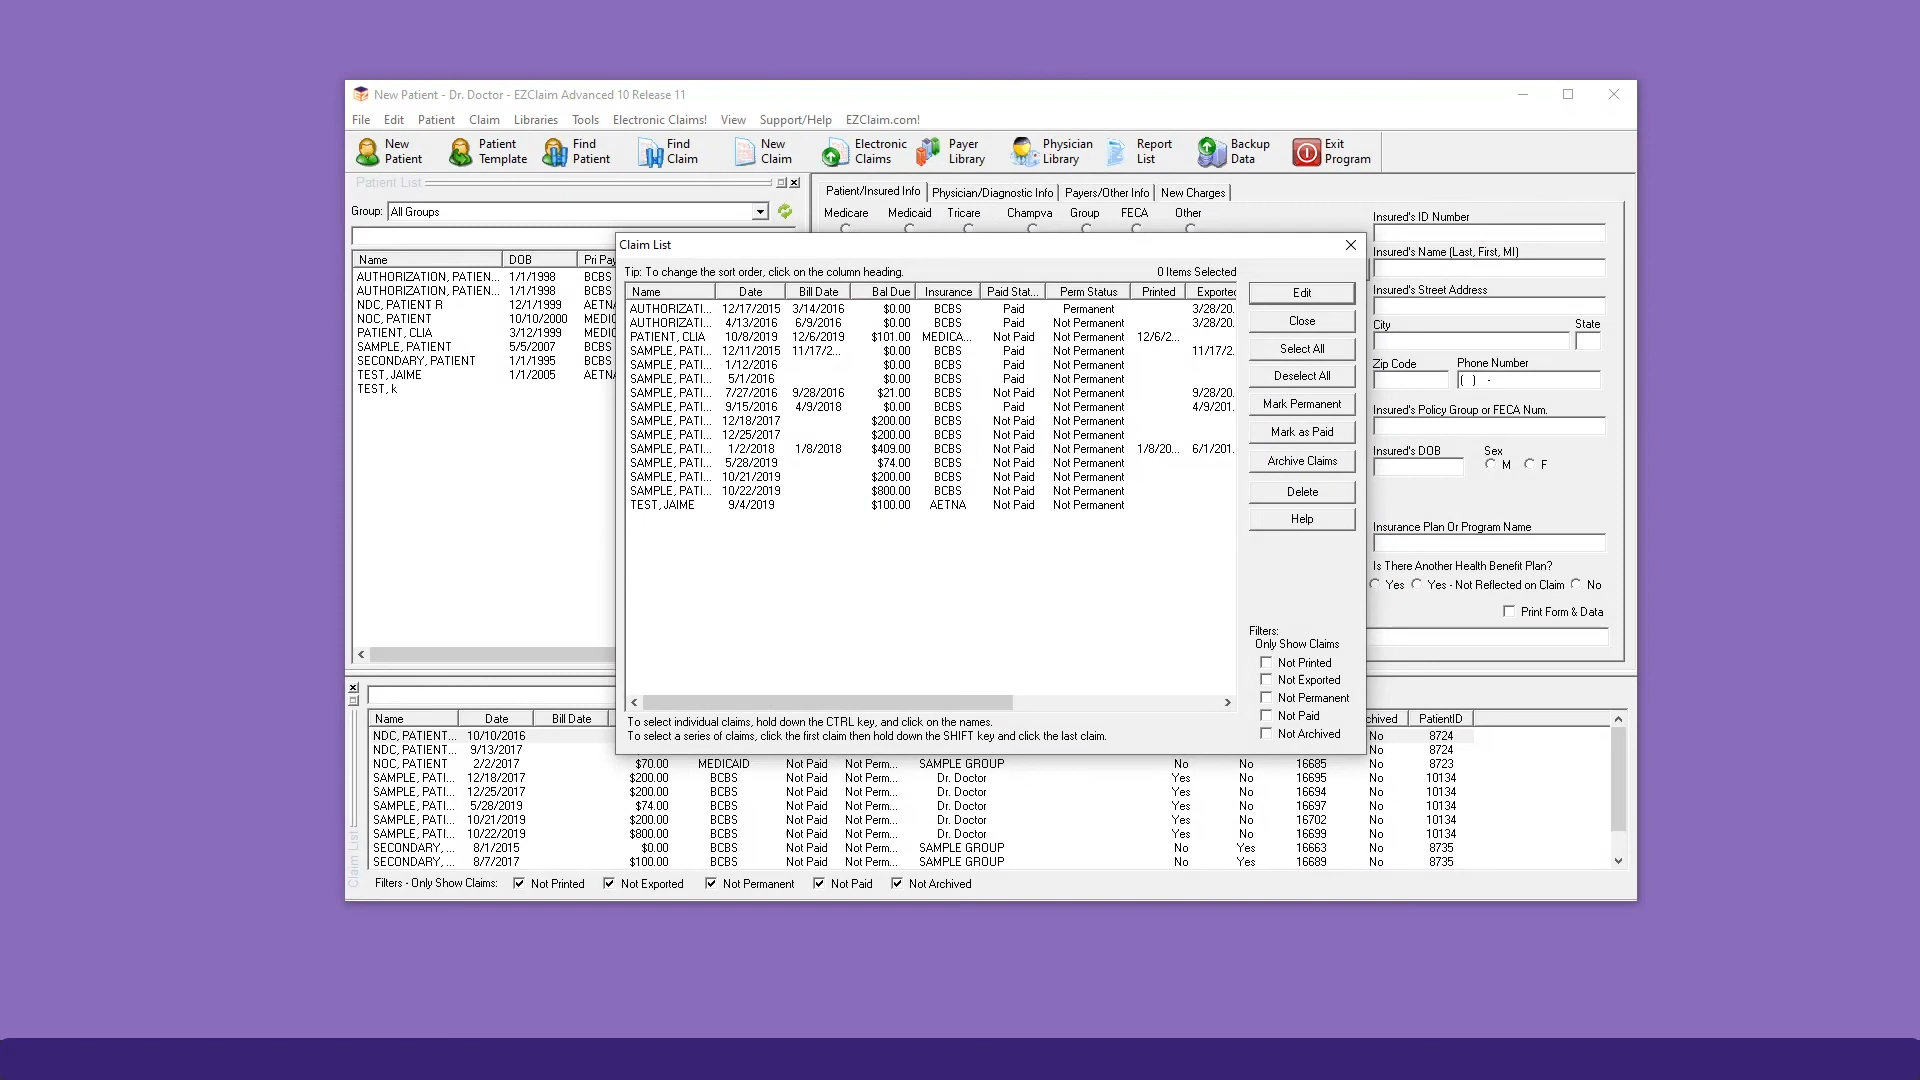 New Patient - Dr. Doctor - EZClaim Advanced 10 Release 11
File Edit Patient Claim Libraries Tools Electronic Claims! View Support/Help EZClaim.com!
New Patient Patient Template Find Patient Find Claim New Claim Electronic Claims Payer Library Physician Library Report List Backup Data Exit Program
Patient List
Group: All Groups
Name DOB Pri Pay
AUTHORIZATION, PATIEN... 1/1/1998 BCBS
AUTHORIZATION, PATIEN... 1/1/1998 BCBS
NDC, PATIENT R 12/1/1999 AETN
NOC, PATIENT 10/10/2000 MEDIC
PATIENT, CLIA 3/12/1999 MEDIC
SAMPLE, PATIENT 5/5/2007 BCBS
SECONDARY, PATIENT 1/1/1995 BCBS
TEST, JAIME 1/1/2005 AETN
TEST, k
Patient/Insured Info Physician/Diagnostic Info Payers/Other Info New Charges
Medicare Medicaid Tricare Champva Group FECA Other
Insured's ID Number
Insured's Name (Last, First, MI)
Insured's Street Address
City State
Zip Code Phone Number
( ) -
Insured's Policy Group or FECA Num.
Insured's DOB Sex
M F
Insurance Plan Or Program Name
Is There Another Health Benefit Plan?
Yes Yes - Not Reflected on Claim No
Print Form & Data
Claim List
Tip: To change the sort order, click on the column heading. 0 Items Selected
Name Date Bill Date Bal Due Insurance Paid Stat... Perm Status Printed Exported
AUTHORIZATI... 12/17/2015 3/14/2016 $0.00 BCBS Paid Permanent 3/28/20.
AUTHORIZATI... 4/13/2016 6/9/2016 $0.00 BCBS Paid Not Permanent 3/28/20.
PATIENT, CLIA 10/8/2019 12/6/2019 $101.00 MEDICA... Not Paid Not Permanent 12/6/2...
SAMPLE, PATI... 12/11/2015 11/17/2... $0.00 BCBS Paid Not Permanent 11/17/2.
SAMPLE, PATI... 1/12/2016 $0.00 BCBS Paid Not Permanent
SAMPLE, PATI... 5/1/2016 $0.00 BCBS Paid Not Permanent
SAMPLE, PATI... 7/27/2016 9/28/2016 $21.00 BCBS Not Paid Not Permanent 9/28/20.
SAMPLE, PATI... 9/15/2016 4/9/2018 $0.00 BCBS Paid Not Permanent 4/9/201.
SAMPLE, PATI... 12/18/2017 $200.00 BCBS Not Paid Not Permanent
SAMPLE, PATI... 12/25/2017 $200.00 BCBS Not Paid Not Permanent
SAMPLE, PATI... 1/2/2018 1/8/2018 $409.00 BCBS Not Paid Not Permanent 1/8/20... 6/1/201.
SAMPLE, PATI... 5/28/2019 $74.00 BCBS Not Paid Not Permanent
SAMPLE, PATI... 10/21/2019 $200.00 BCBS Not Paid Not Permanent
SAMPLE, PATI... 10/22/2019 $800.00 BCBS Not Paid Not Permanent
TEST, JAIME 9/4/2019 $100.00 AETNA Not Paid Not Permanent
Edit
Close
Select All
Deselect All
Mark Permanent
Mark as Paid
Archive Claims
Delete
Help
Filters:
Only Show Claims
Not Printed
Not Exported
Not Permanent
Not Paid
Not Archived
To select individual claims, hold down the CTRL key, and click on the names.
To select a series of claims, click the first claim then hold down the SHIFT key and click the last claim.
Claim List
Name Date Bill Date chived PatientID
NDC, PATIENT... 10/10/2016 No 8724
NDC, PATIENT... 9/13/2017 No 8724
NOC, PATIENT 2/2/2017 $70.00 MEDICAID Not Paid Not Perm... SAMPLE GROUP No No 16685 No 8723
SAMPLE, PATI... 12/18/2017 $200.00 BCBS Not Paid Not Perm... Dr. Doctor Yes No 16695 No 10134
SAMPLE, PATI... 12/25/2017 $200.00 BCBS Not Paid Not Perm... Dr. Doctor Yes No 16694 No 10134
SAMPLE, PATI... 5/28/2019 $74.00 BCBS Not Paid Not Perm... Dr. Doctor Yes No 16697 No 10134
SAMPLE, PATI... 10/21/2019 $200.00 BCBS Not Paid Not Perm... Dr. Doctor Yes No 16702 No 10134
SAMPLE, PATI... 10/22/2019 $800.00 BCBS Not Paid Not Perm... Dr. Doctor Yes No 16699 No 10134
SECONDARY, ... 8/1/2015 $0.00 BCBS Not Paid Not Perm... SAMPLE GROUP No Yes 16663 No 8735
SECONDARY, ... 8/7/2017 $100.00 BCBS Not Paid Not Perm... SAMPLE GROUP No Yes 16689 No 8735
Filters - Only Show Claims: Not Printed Not Exported Not Permanent Not Paid Not Archived